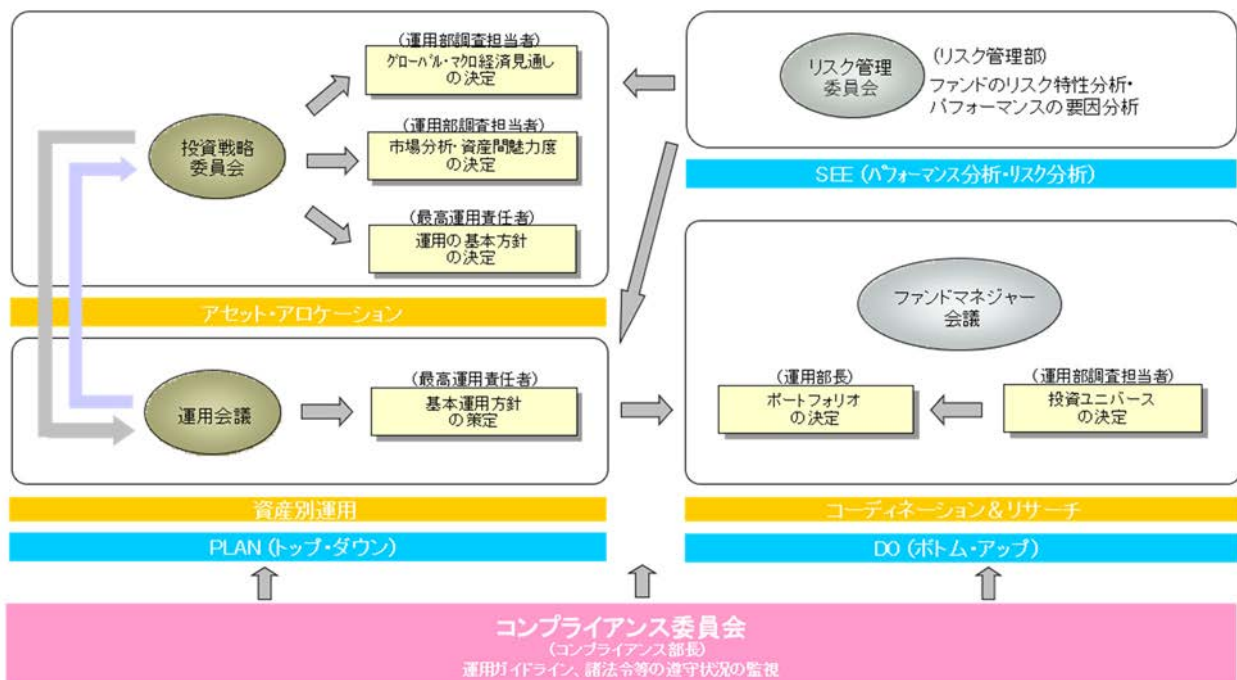 (運用部調査担当者)
グローバル・マクロ経済見通し
の決定
投資戦略
委員会
(運用部調査担当者)
市場分析・資産間魅力度
の決定
(最高運用責任者)
運用の基本方針
の決定
アセット・アロケーション
運用会議
(最高運用責任者)
基本運用方針
の策定
資産別運用
PLAN (トップ・ダウン)
リスク管理
委員会
(リスク管理部)
ファンドのリスク特性分析・
パフォーマンスの要因分析
SEE (パフォーマンス分析・リスク分析)
ファンドマネジャー
会議
(運用部長)
ポートフォリオ
の決定
(運用部調査担当者)
投資ユニバース
の決定
コーディネーション&リサーチ
DO (ボトム・アップ)
コンプライアンス委員会
(コンプライアンス部長)
運用ガイドライン、諸法令等の遵守状況の監視